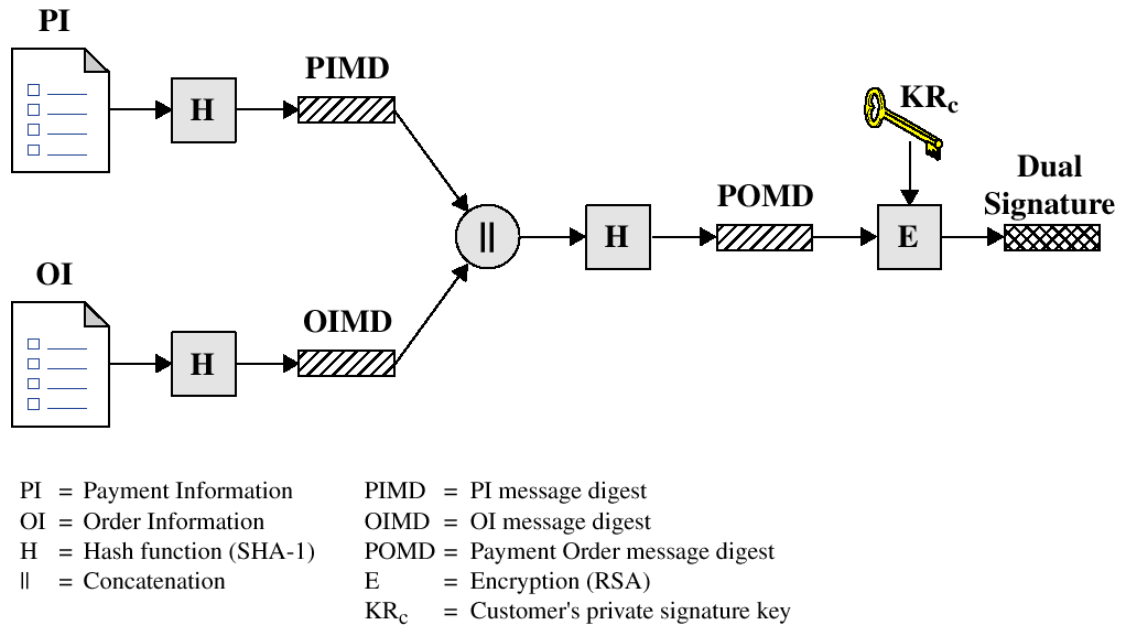 PI
PIMD
H
KRc
Dual
Signature
POMD
||
H
E
OI
OIMD
H
PI = Payment Information
OI = Order Information
H = Hash function (SHA-1)
|| = Concatenation
PIMD = PI message digest
OIMD = OI message digest
POMD = Payment Order message digest
E = Encryption (RSA)
KRc = Customer's private signature key